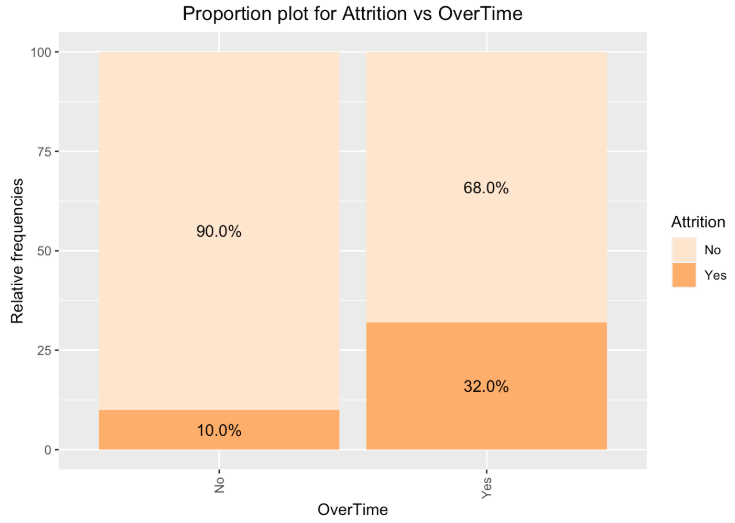 Proportion plot for Attrition vs OverTime
Relative frequencies
100
75
50
25
0
90.0%
10.0%
68.0%
32.0%
No
Yes
OverTime
Attrition
No
Yes